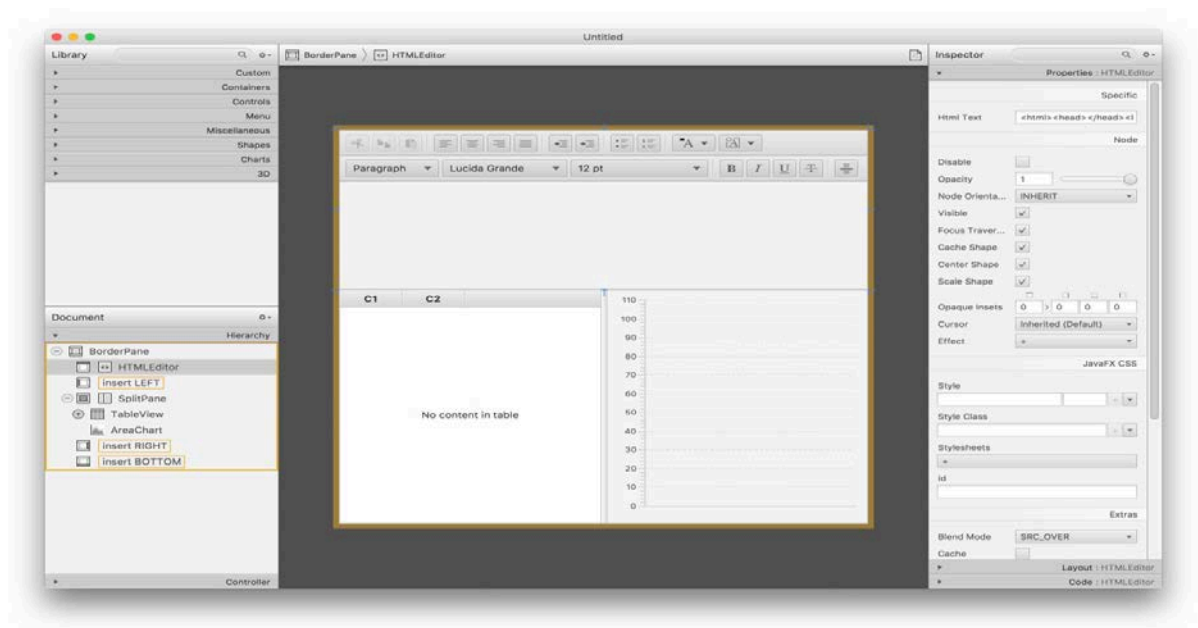 Untitled
Library
Custom
Containers
Controls
Menu
Miscellaneous
Shapes
Charts
3D
Document
Hierarchy
BorderPane
HTMLEditor
insert LEFT
SplitPane
TableView
AreaChart
insert RIGHT
insert BOTTOM
Controller
BorderPane HTMLEditor
Paragraph Lucida Grande 12 pt B I U T
C1 C2
No content in table
110
100
90
80
70
60
50
40
30
20
10
0
Inspector
Properties : HTMLEditor
Specific
Html Text <html><head></head><l
Node
Disable
Opacity 1
Node Orienta... INHERIT
Visible
Focus Traver...
Cache Shape
Center Shape
Scale Shape
Opaque Insets 0 > 0 0 0
Cursor Inherited (Default)
Effect +
JavaFX CSS
Style
Style Class
Stylesheets
+
Id
Extras
Blend Mode SRC_OVER
Cache
Layout : HTMLEditor
Code : HTMLEditor